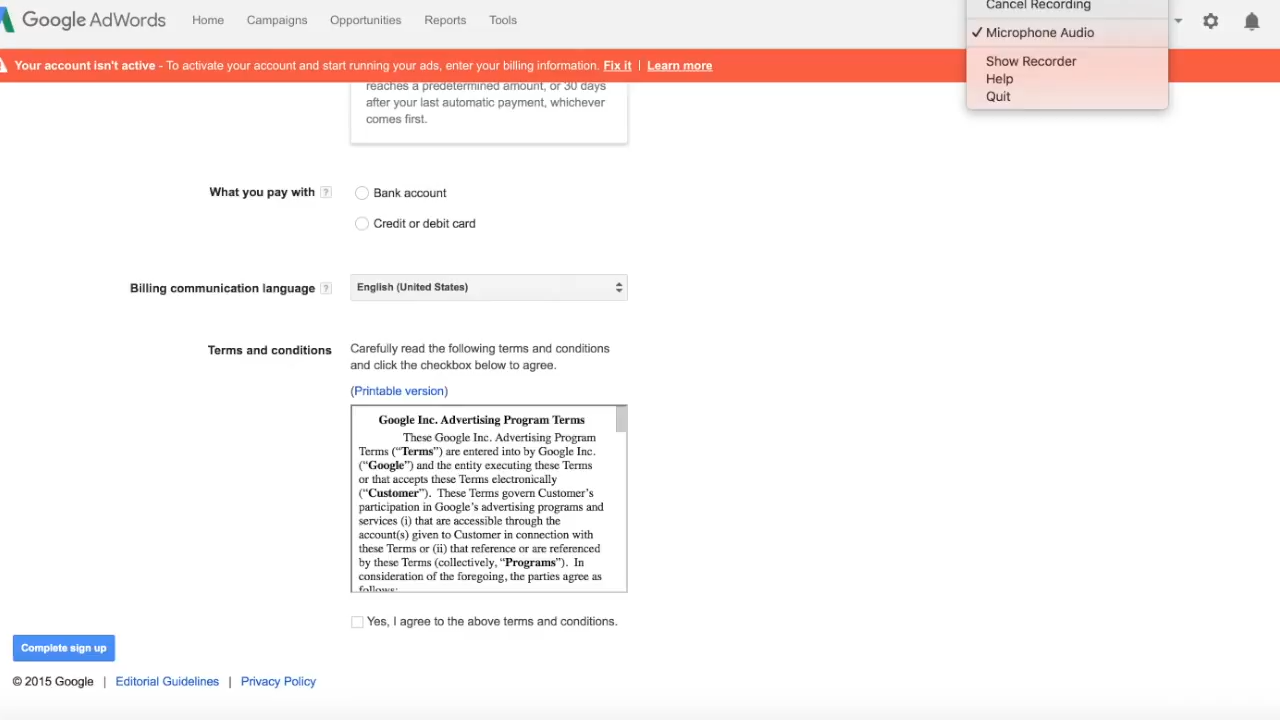 Google AdWords Home Campaigns Opportunities Reports Tools
Cancel Recording
✓ Microphone Audio
Show Recorder
Help
Quit
Your account isn't active - To activate your account and start running your ads, enter your billing information. Fix it | Learn more
reaches a predetermined amount, or 30 days
after your last automatic payment, whichever
comes first.
What you pay with ?
Bank account
Credit or debit card
Billing communication language ?
English (United States)
Terms and conditions
Carefully read the following terms and conditions
and click the checkbox below to agree.
(Printable version)
Google Inc. Advertising Program Terms
These Google Inc. Advertising Program
Terms (“Terms”) are entered into by Google Inc.
(“Google”) and the entity executing these Terms
or that accepts these Terms electronically
(“Customer”). These Terms govern Customer’s
participation in Google’s advertising programs and
services (i) that are accessible through the
account(s) given to Customer in connection with
these Terms or (ii) that reference or are referenced
by these Terms (collectively, “Programs”). In
consideration of the foregoing, the parties agree as
follows:
Yes, I agree to the above terms and conditions.
Complete sign up
© 2015 Google | Editorial Guidelines | Privacy Policy